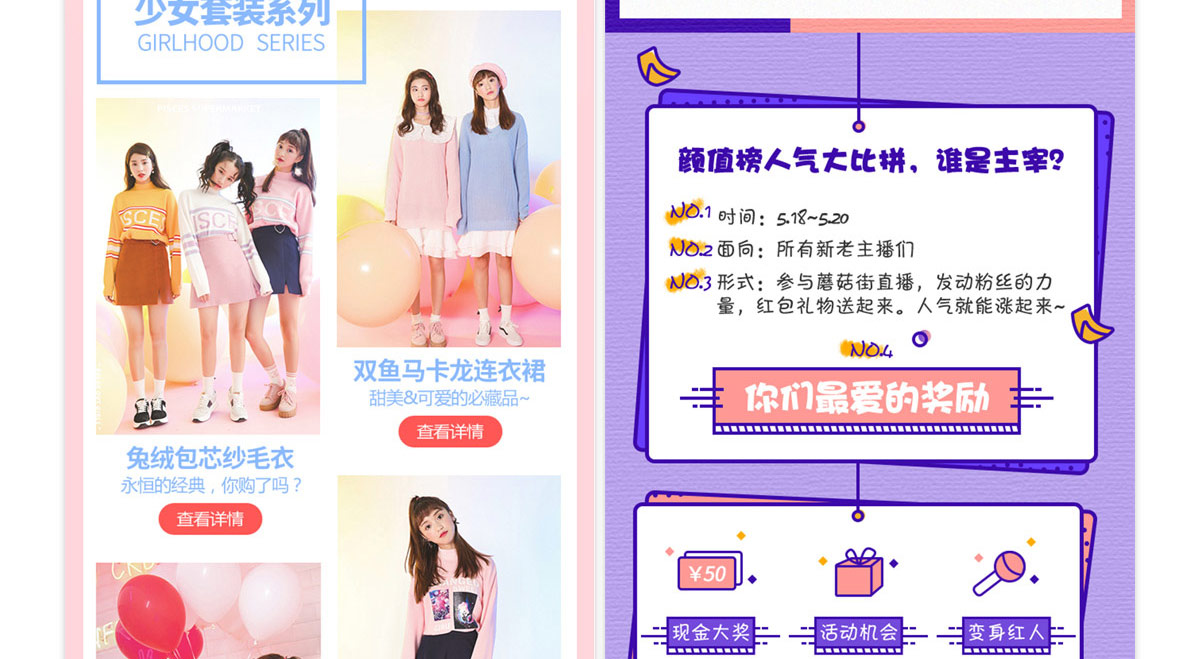 少女套装系列
GIRLHOOD SERIES
双鱼马卡龙连衣裙
甜美&可爱的必藏品~
查看详情
兔绒包芯纱毛衣
永恒的经典，你购了吗？
查看详情
颜值榜人气大比拼，谁是主宰？
NO.1 时间：5.18~5.20
NO.2 面向：所有新老主播们
NO.3 形式：参与蘑菇街直播，发动粉丝的力
量，红包礼物送起来。人气就能涨起来~
NO.4
你们最爱的奖励
¥50
现金大奖
活动机会
变身红人